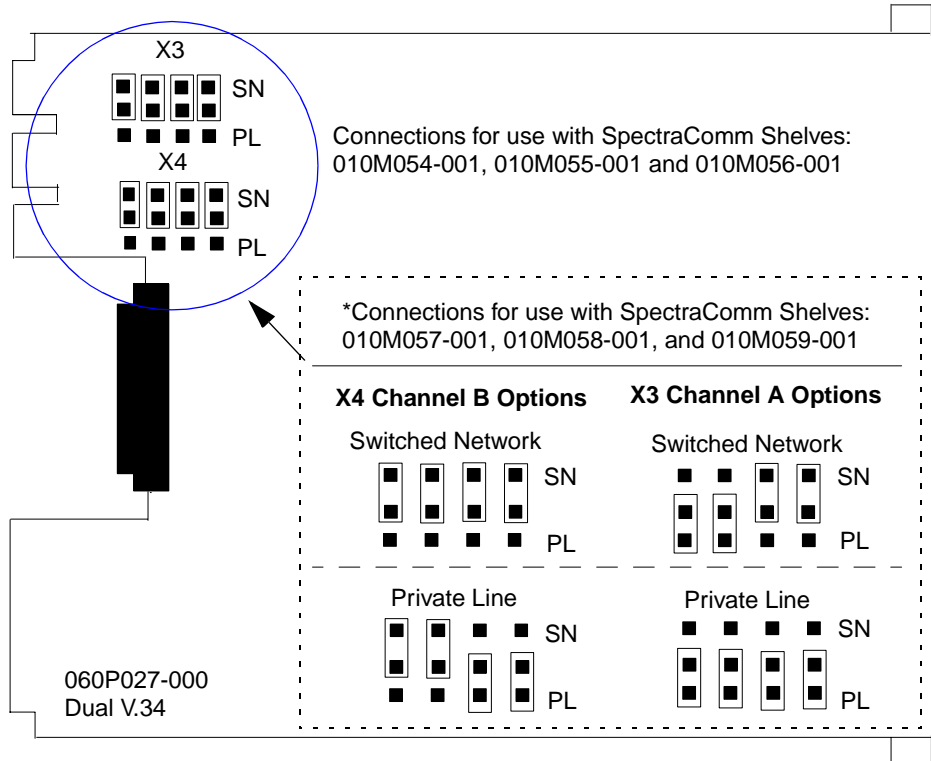 X3
SN
PL
X4
SN
PL
Connections for use with SpectraComm Shelves:
010M054-001, 010M055-001 and 010M056-001
*Connections for use with SpectraComm Shelves:
010M057-001, 010M058-001, and 010M059-001
X4 Channel B Options
Switched Network
SN
PL
Private Line
SN
PL
X3 Channel A Options
Switched Network
SN
PL
Private Line
SN
PL
060P027-000
Dual V.34